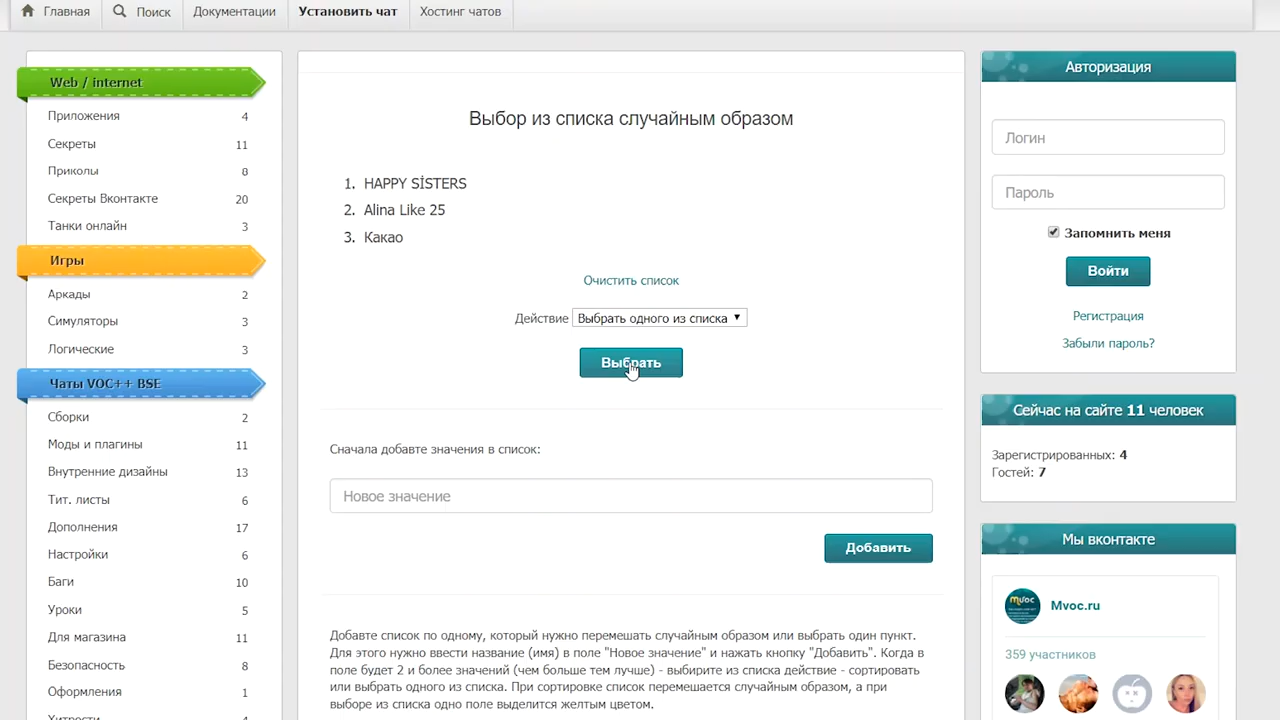 Главная
Поиск
Документации
Установить чат
Хостинг чатов
Web / internet
Приложения 4
Секреты 11
Приколы 8
Секреты Вконтакте 20
Танки онлайн 3
Игры
Аркады 2
Симуляторы 3
Логические 3
Чаты VOC++ BSE
Сборки 2
Моды и плагины 11
Внутренние дизайны 13
Тит. листы 6
Дополнения 17
Настройки 6
Баги 10
Уроки 5
Для магазина 11
Безопасность 8
Оформления 1
Хитрости 4
Выбор из списка случайным образом
1. HAPPY SİSTERS
2. Alina Like 25
3. Какао
Очистить список
Действие Выбрать одного из списка
Выбрать
Сначала добавте значения в список:
Новое значение
Добавить
Добавте список по одному, который нужно перемешать случайным образом или выбрать один пункт.
Для этого нужно ввести название (имя) в поле "Новое значение" и нажать кнопку "Добавить". Когда в
поле будет 2 и более значений (чем больше тем лучше) - выбирите из списка действие - сортировать
или выбрать одного из списка. При сортировке список перемешается случайным образом, а при
выборе из списка одно поле выделится желтым цветом.
Авторизация
Логин
Пароль
Запомнить меня
Войти
Регистрация
Забыли пароль?
Сейчас на сайте 11 человек
Зарегистрированных: 4
Гостей: 7
Мы вконтакте
Mvoc
Mvoc.ru
359 участников